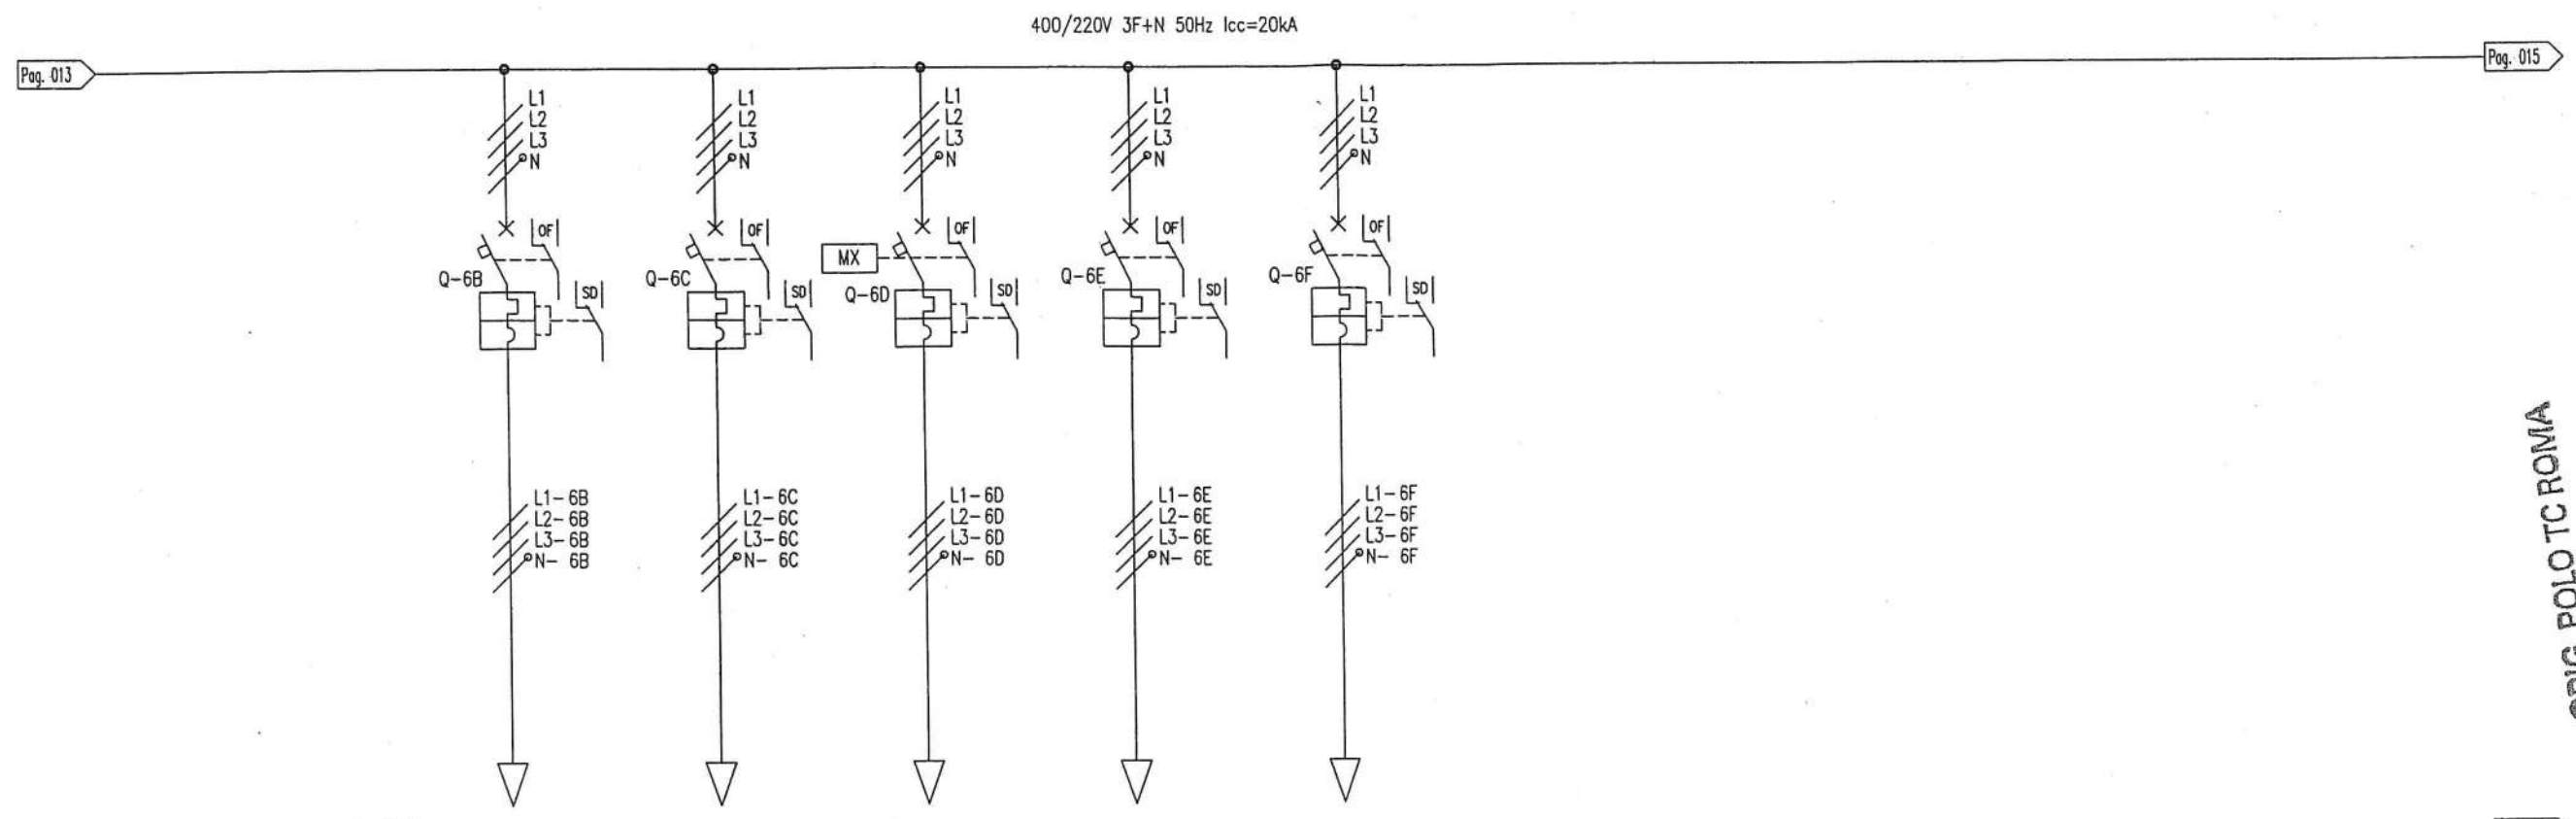 400/220V 3F+N 50Hz Icc=20kA
Pag. 013
Pag. 015
L1
L2
L3
N
L1
L2
L3
N
L1
L2
L3
N
L1
L2
L3
N
L1
L2
L3
N
OF
Q-6B
SD
OF
Q-6C
SD
MX
OF
Q-6D
SD
OF
Q-6E
SD
OF
Q-6F
SD
L1-6B
L2-6B
L3-6B
N- 6B
L1-6C
L2-6C
L3-6C
N- 6C
L1-6D
L2-6D
L3-6D
N- 6D
L1-6E
L2-6E
L3-6E
N- 6E
L1-6F
L2-6F
L3-6F
N- 6F
POLO TC ROMA